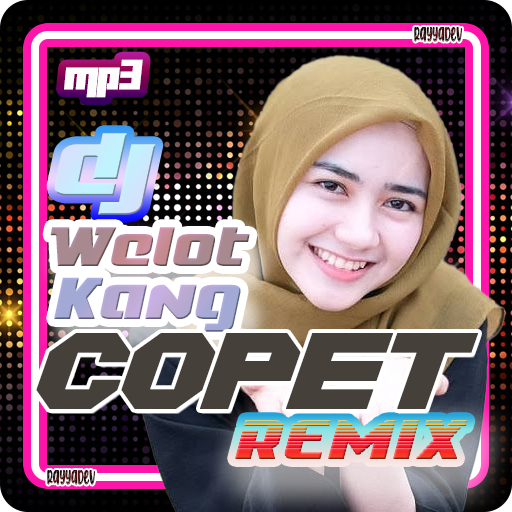 RAYYADEV
mp3
dj
Welot
Kang
COPET
REMIX
RAYYADEV